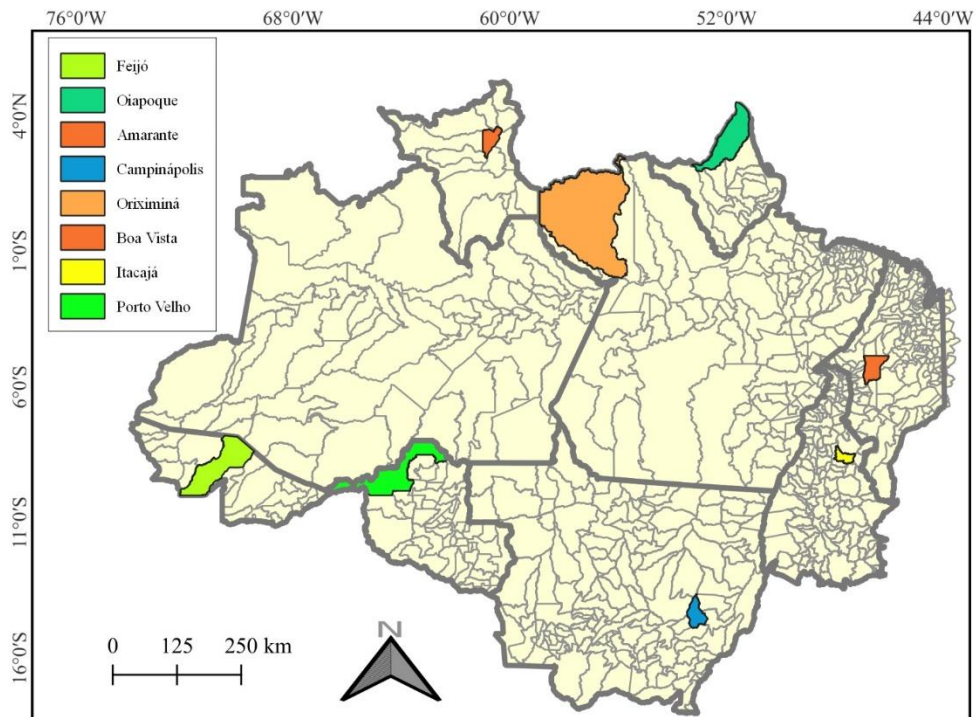 76°0'W 68°0'W 60°0'W 52°0'W 44°0'W
4°0'N
1°0'S
6°0'S
11°0'S
16°0'S
Feijó
Oiapoque
Amarante
Campinápolis
Oriximiná
Boa Vista
Itacajá
Porto Velho
N
0 125 250 km